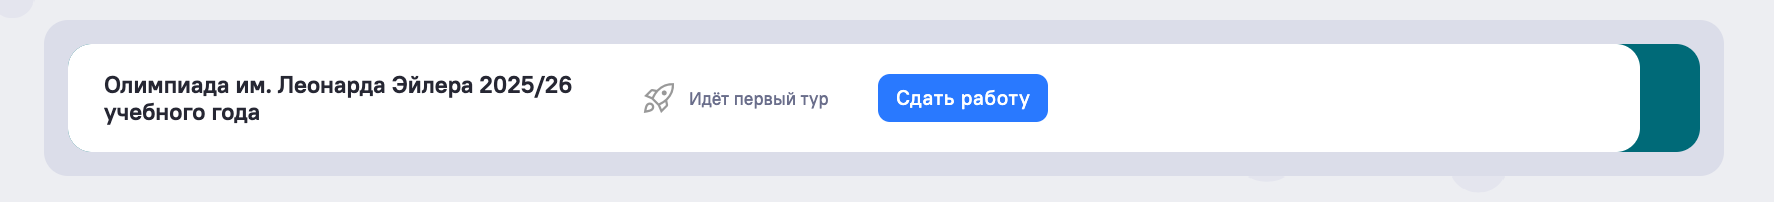 Олимпиада им. Леонарда Эйлера 2025/26
учебного года
Идёт первый тур
Сдать работу